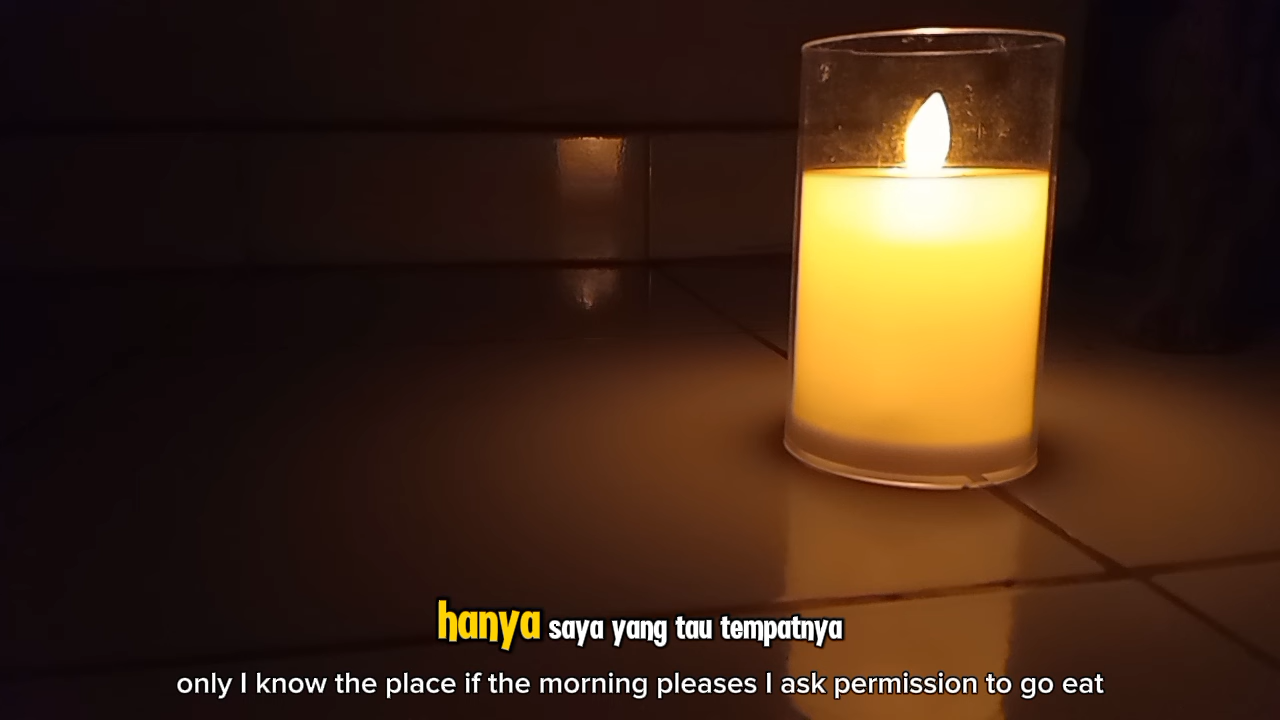 hanya saya yang tau tempatnya
only I know the place if the morning pleases I ask permission to go eat